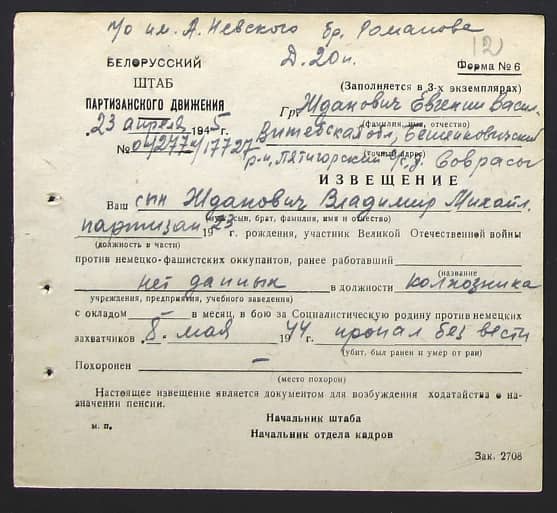 п/о им. А. Невского бр. Романова
Д. 20 п.
(2)
БЕЛОРУССКИЙ
ШТАБ
ПАРТИЗАНСКОГО ДВИЖЕНИЯ
23 апреля 1945 г.
№ 04/277/17727
Форма № 6
(Заполняется в 3-х экземплярах)
Гр. Жданович Евгении Васил.
(фамилия, имя, отчество)
Витебская обл., Бешенковичский
(точный адрес)
р-н, Пятигорский с/с, д. Соврасы
ИЗВЕЩЕНИЕ
Ваш сын Жданович Владимир Михайл.
(муж, сын, брат, фамилия, имя и отчество)
партизан 1923 г. рождения, участник Великой Отечественной войны
(должность в части)
против немецко-фашистских оккупантов, ранее работавший
(название
нет данных в должности колхозника
учреждения, предприятия, учебного заведения)
с окладом – в месяц, в бою за Социалистическую родину против немецких
захватчиков 8. мая 1944 г. пропал без вести
(убит, был ранен и умер от ран)
Похоронен –
(место похорон)
Настоящее извещение является документом для возбуждения ходатайства о на-
значении пенсии.
м. п.
Начальник штаба
Начальник отдела кадров
Зак. 2708